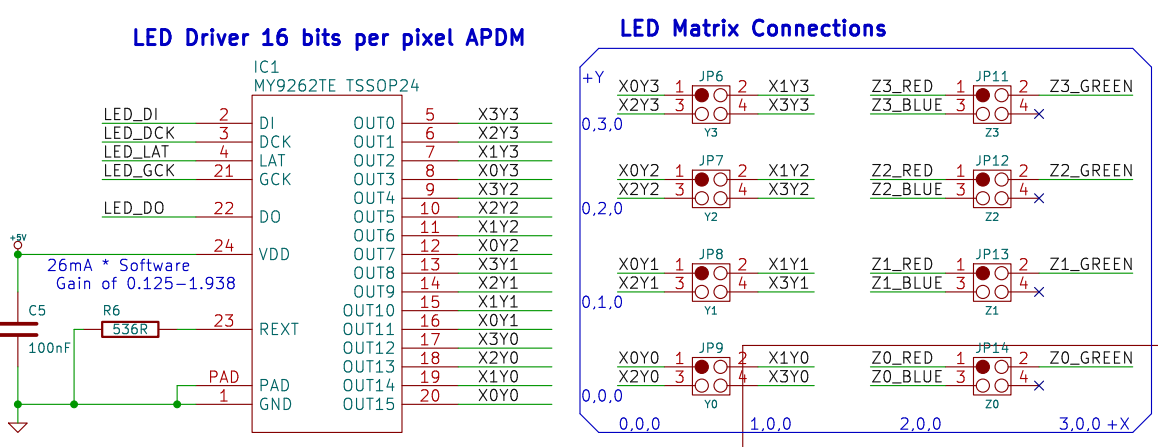 LED Driver 16 bits per pixel APDM
IC1
MY9262TE TSSOP24
LED_DI 2 DI OUT0 5 X3Y3
LED_DCK 3 DCK OUT1 6 X2Y3
LED_LAT 4 LAT OUT2 7 X1Y3
LED_GCK 21 GCK OUT3 8 X0Y3
OUT4 9 X3Y2
LED_DO 22 DO OUT5 10 X2Y2
OUT6 11 X1Y2
+5V 24 VDD OUT7 12 X0Y2
26mA * Software
Gain of 0.125-1.938
OUT8 13 X3Y1
OUT9 14 X2Y1
OUT10 15 X1Y1
C5
100nF
R6
536R
23 REXT OUT11 16 X0Y1
OUT12 17 X3Y0
OUT13 18 X2Y0
PAD PAD OUT14 19 X1Y0
1 GND OUT15 20 X0Y0
LED Matrix Connections
+Y
JP6
X0Y3 1 2 X1Y3
X2Y3 3 4 X3Y3
Y3
0,3,0
JP11
Z3_RED 1 2 Z3_GREEN
Z3_BLUE 3 4
Z3
JP7
X0Y2 1 2 X1Y2
X2Y2 3 4 X3Y2
Y2
0,2,0
JP12
Z2_RED 1 2 Z2_GREEN
Z2_BLUE 3 4
Z2
JP8
X0Y1 1 2 X1Y1
X2Y1 3 4 X3Y1
Y1
0,1,0
JP13
Z1_RED 1 2 Z1_GREEN
Z1_BLUE 3 4
Z1
JP9
X0Y0 1 2 X1Y0
X2Y0 3 4 X3Y0
Y0
0,0,0
JP14
Z0_RED 1 2 Z0_GREEN
Z0_BLUE 3 4
Z0
0,0,0 1,0,0 2,0,0 3,0,0 +X